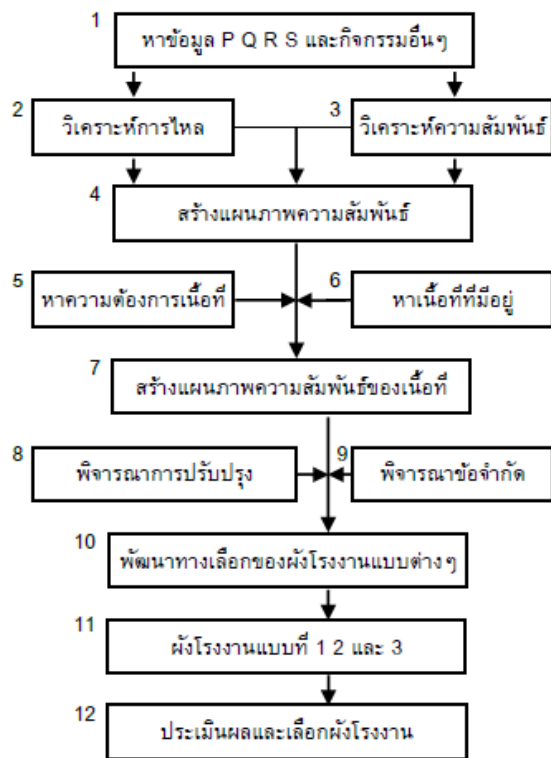 1
หาข้อมูล P Q R S และกิจกรรมอื่นๆ
2
วิเคราะห์การไหล
3
วิเคราะห์ความสัมพันธ์
4
สร้างแผนภาพความสัมพันธ์
5
หาความต้องการเนื้อที่
6
หาเนื้อที่ที่มีอยู่
7
สร้างแผนภาพความสัมพันธ์ของเนื้อที่
8
พิจารณาการปรับปรุง
9
พิจารณาข้อจำกัด
10
พัฒนาทางเลือกของผังโรงงานแบบต่างๆ
11
ผังโรงงานแบบที่ 1 2 และ 3
12
ประเมินผลและเลือกผังโรงงาน